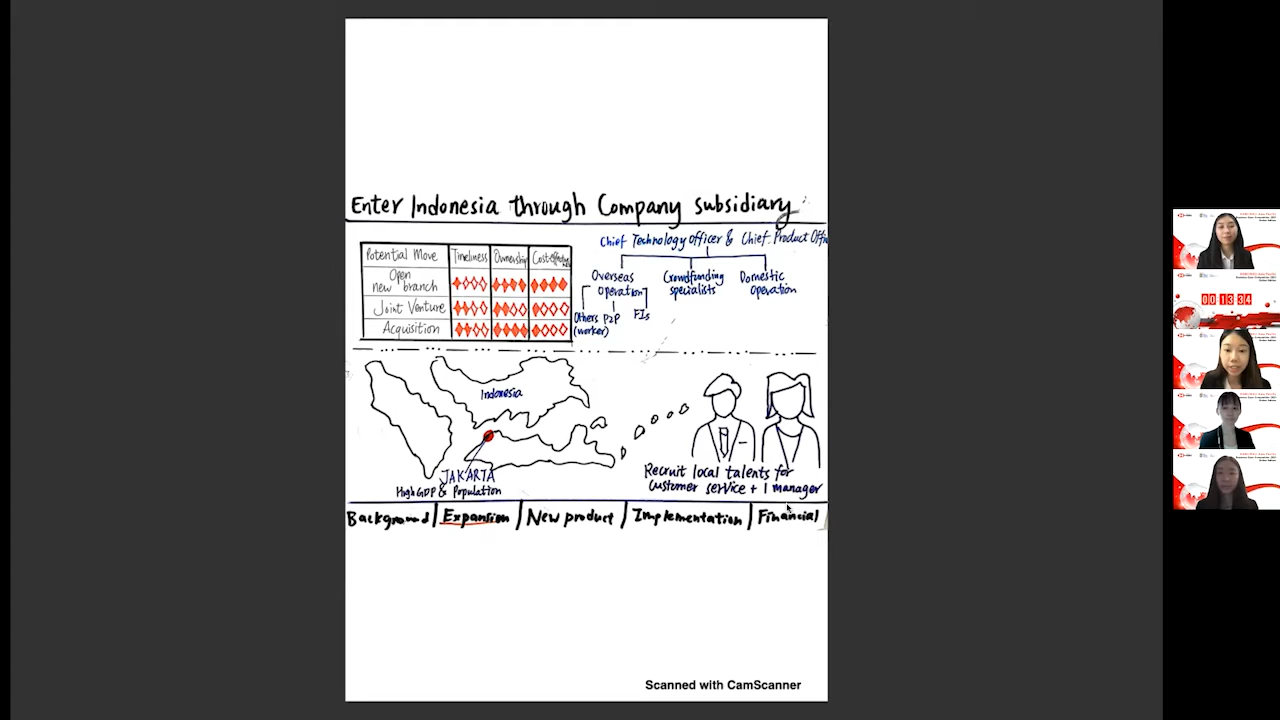 Enter Indonesia through Company subsidiary
Potential Move Timeliness Ownership Cost effective
Open new branch
Joint Venture
Acquisition
Chief Technology officer & Chief Product
Overseas operation
Crowdfunding specialists
Domestic operation
Others (worker)
P2P
FIs
Indonesia
JAKARTA
High GDP & Population
Recruit local talents for
customer service + 1 manager
Background Expansion New product Implementation Financial
Scanned with CamScanner
00 13 34